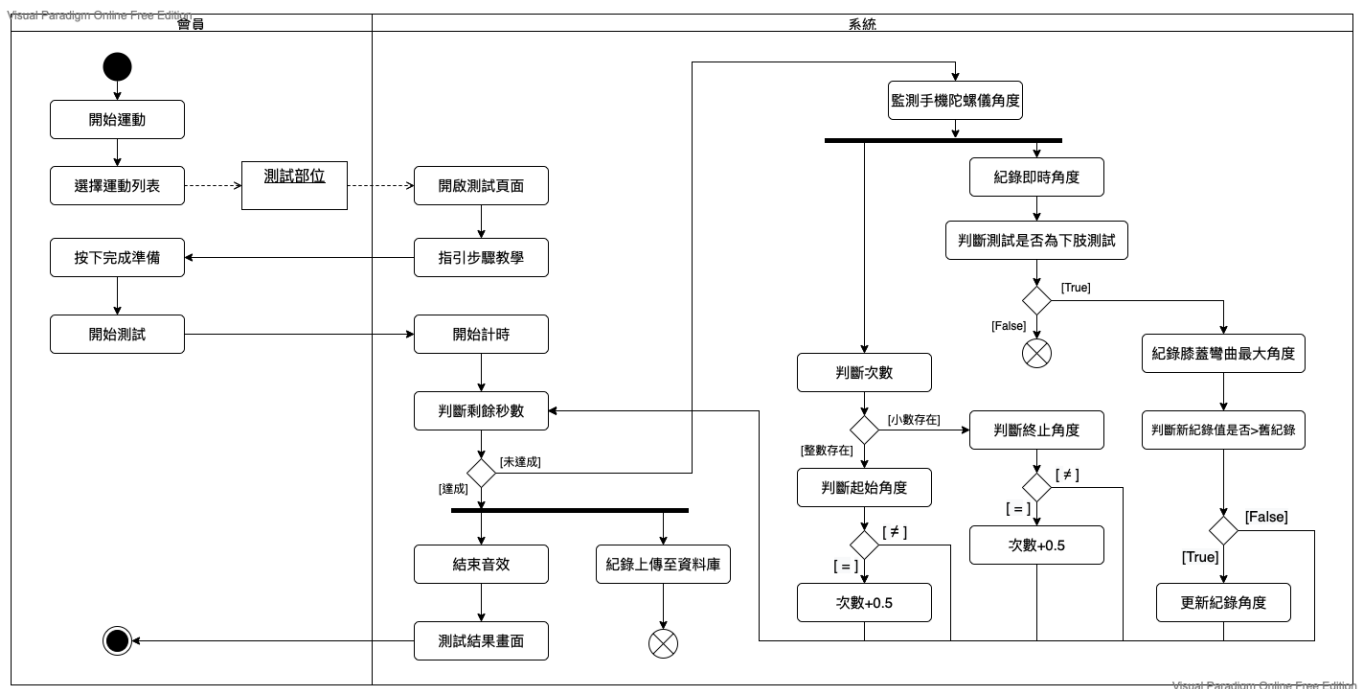 Visual Paradigm Online Free Edition
會員
系統
開始運動
選擇運動列表
測試部位
開啟測試頁面
按下完成準備
指引步驟教學
開始測試
開始計時
判斷剩餘秒數
[未達成]
[達成]
結束音效
紀錄上傳至資料庫
測試結果畫面
監測手機陀螺儀角度
紀錄即時角度
判斷測試是否為下肢測試
[True]
[False]
判斷次數
[小數存在]
[整數存在]
判斷起始角度
[ ≠ ]
[ = ]
次數+0.5
判斷終止角度
[ ≠ ]
[ = ]
次數+0.5
紀錄膝蓋彎曲最大角度
判斷新紀錄值是否>舊紀錄
[False]
[True]
更新紀錄角度
Visual Paradigm Online Free Edition